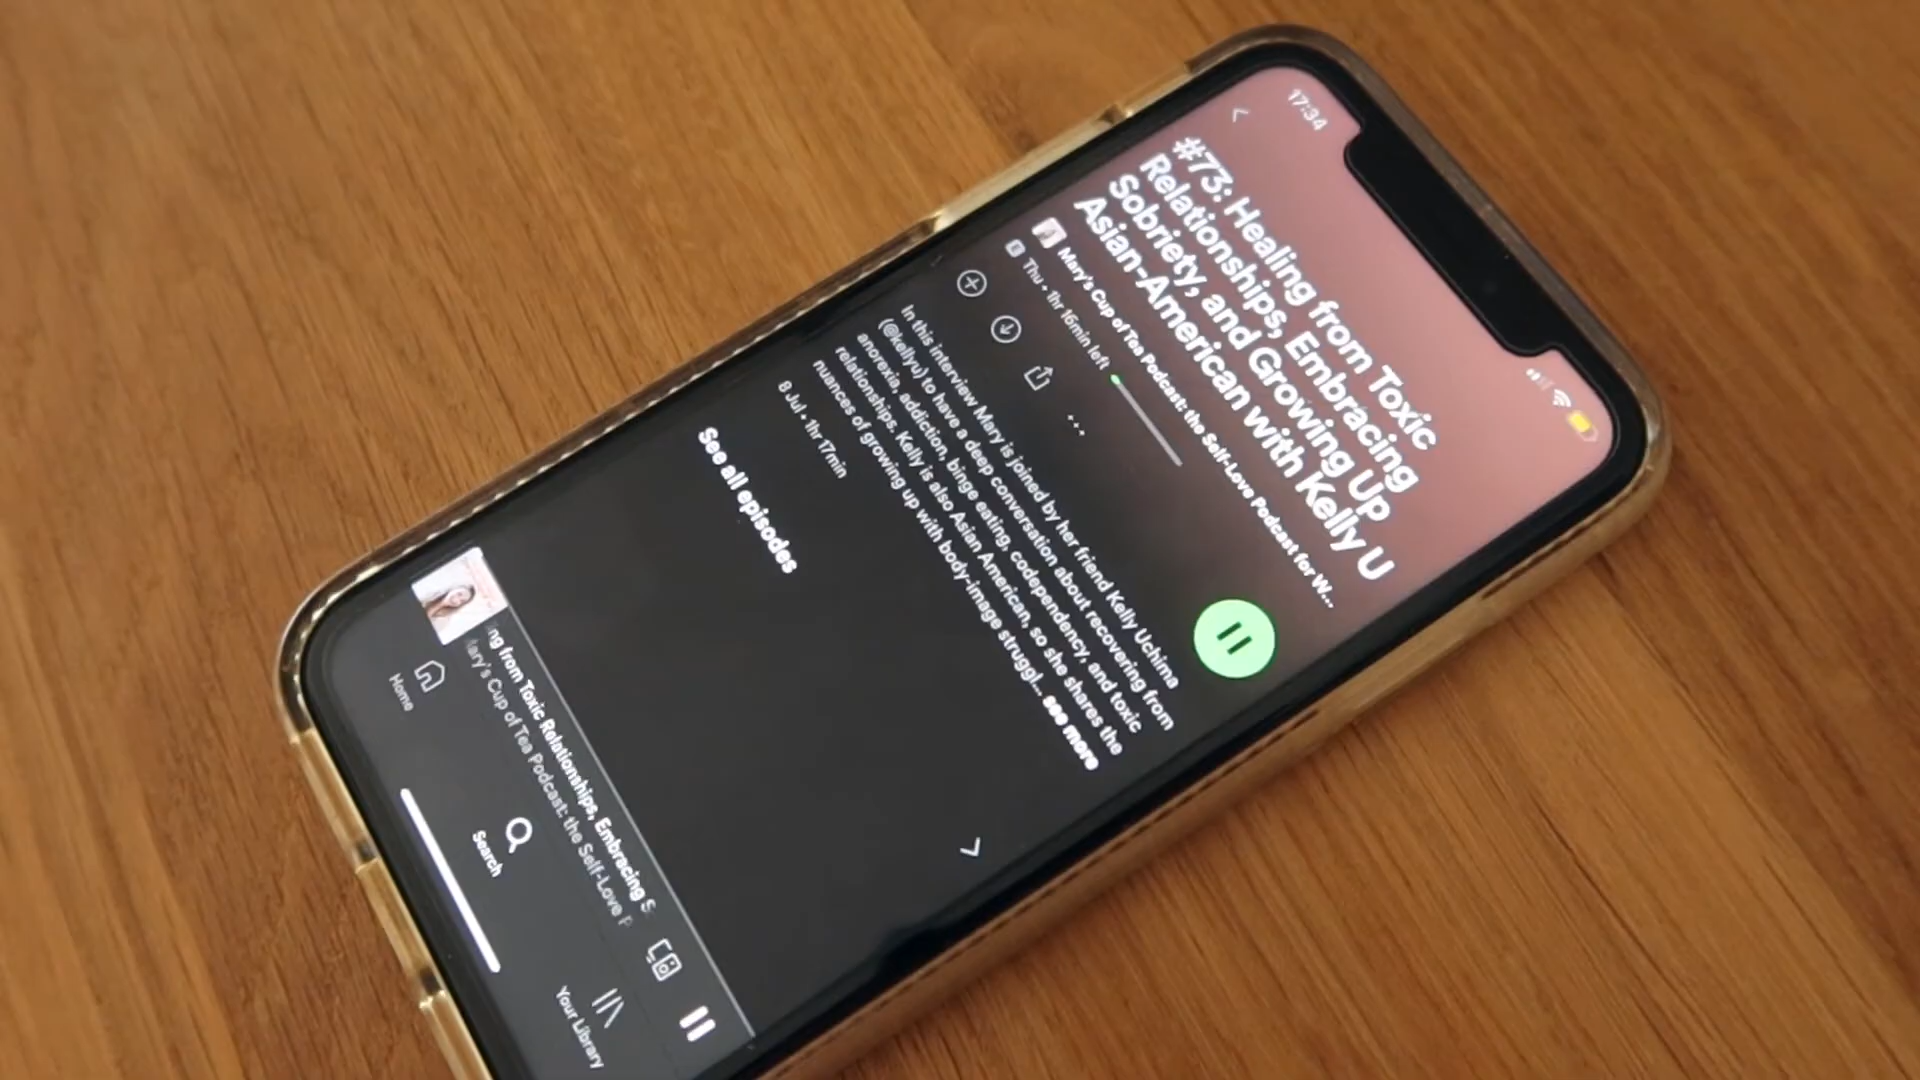 17:34
#73: Healing from Toxic
Relationships, Embracing
Sobriety, and Growing Up
Asian-American with Kelly U
Mary's Cup of Tea Podcast: the Self-Love Podcast for W...
Thu • 1hr 16min left
In this interview Mary is joined by her friend Kelly Uchima
(@kellyu) to have a deep conversation about recovering from
anorexia, addiction, binge eating, codependency, and toxic
relationships. Kelly is also Asian American, so she shares the
nuances of growing up with body-image struggl... see more
8 Jul • 1hr 17min
See all episodes
ing from Toxic Relationships, Embracing S
Mary's Cup of Tea Podcast: the Self-Love P
Home
Search
Your Library